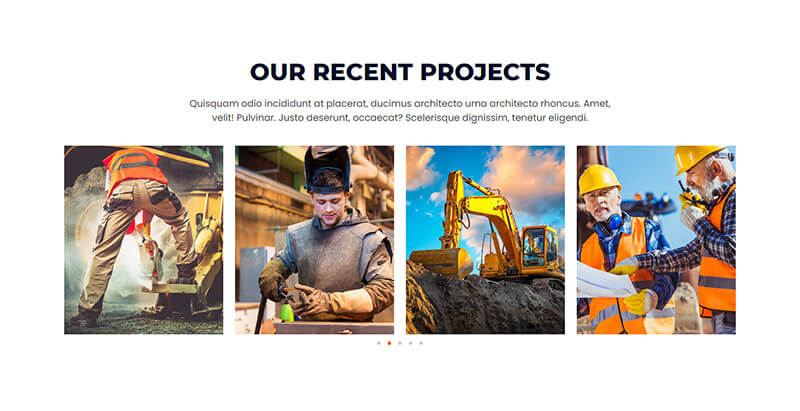 OUR RECENT PROJECTS
Quisquam odio incididunt at placerat, ducimus architecto urna architecto rhoncus. Amet,
velit! Pulvinar. Justo deserunt, occaecat? Scelerisque dignissim, tenetur eligendi.